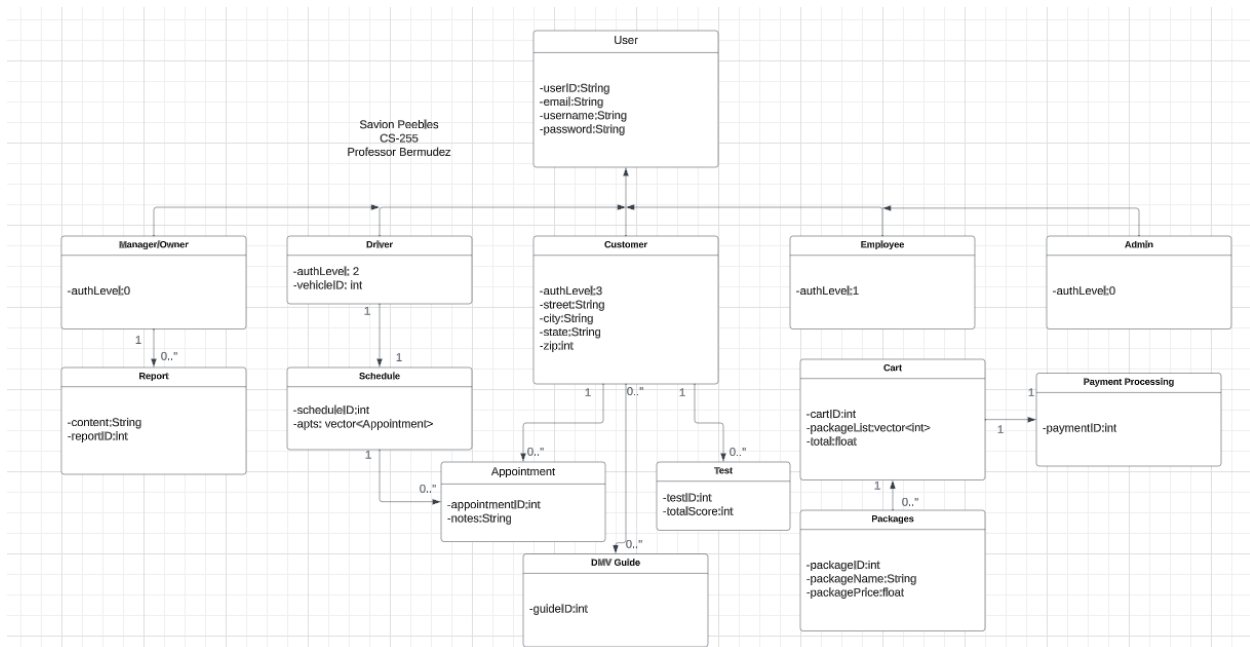 User
-userID:String
-email:String
-username:String
-password:String
Savion Peebles
CS-255
Professor Bermudez
Manager/Owner
-authLevel:0
Driver
-authLevel: 2
-vehicleID: int
Customer
-authLevel:3
-street:String
-city:String
-state:String
-zip:int
Employee
-authLevel:1
Admin
-authLevel:0
1
0.."
1
1
1
0.."
1
Report
-content:String
-reportID:int
Schedule
-scheduleID:int
-apts: vector<Appointment>
Cart
-cartID:int
-packageList:vector<int>
-total:float
1
1
Payment Processing
-paymentID:int
1
0.."
0.."
0.."
Appointment
-appointmentID:int
-notes:String
Test
-testID:int
-totalScore:int
1
0.."
Packages
-packageID:int
-packageName:String
-packagePrice:float
0.."
DMV Guide
-guideID:int